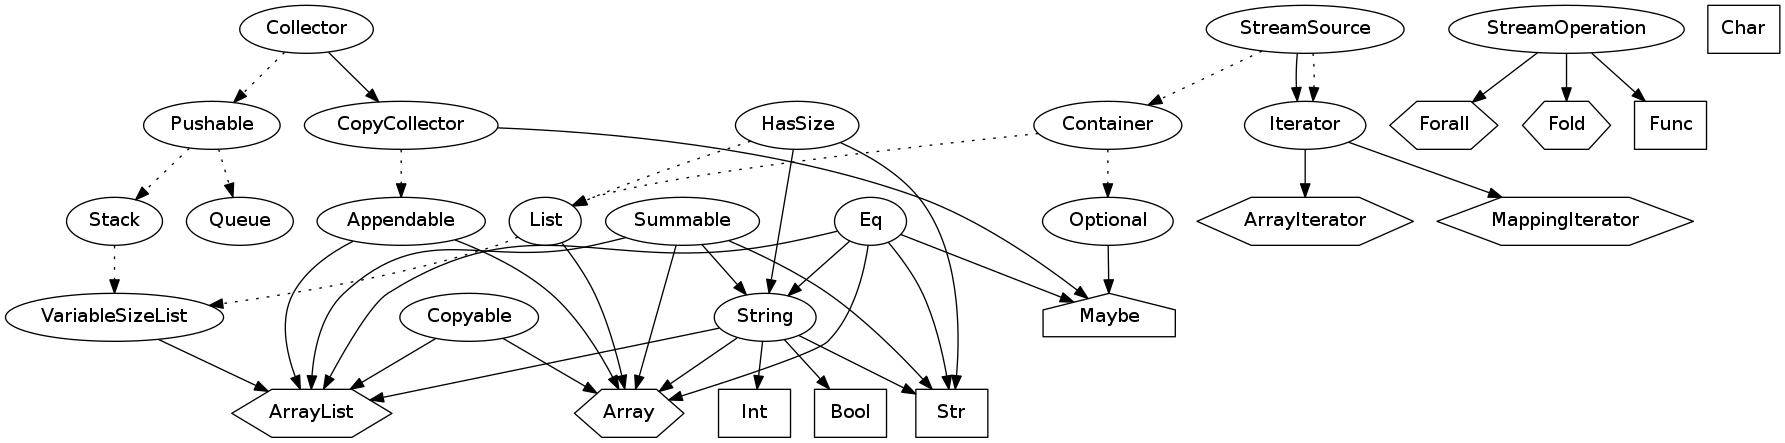 Collector
StreamSource
StreamOperation
Char
Pushable
CopyCollector
HasSize
Container
Iterator
Forall
Fold
Func
Stack
Queue
Appendable
List
Summable
Eq
Optional
ArrayIterator
MappingIterator
VariableSizeList
Copyable
String
Maybe
ArrayList
Array
Int
Bool
Str